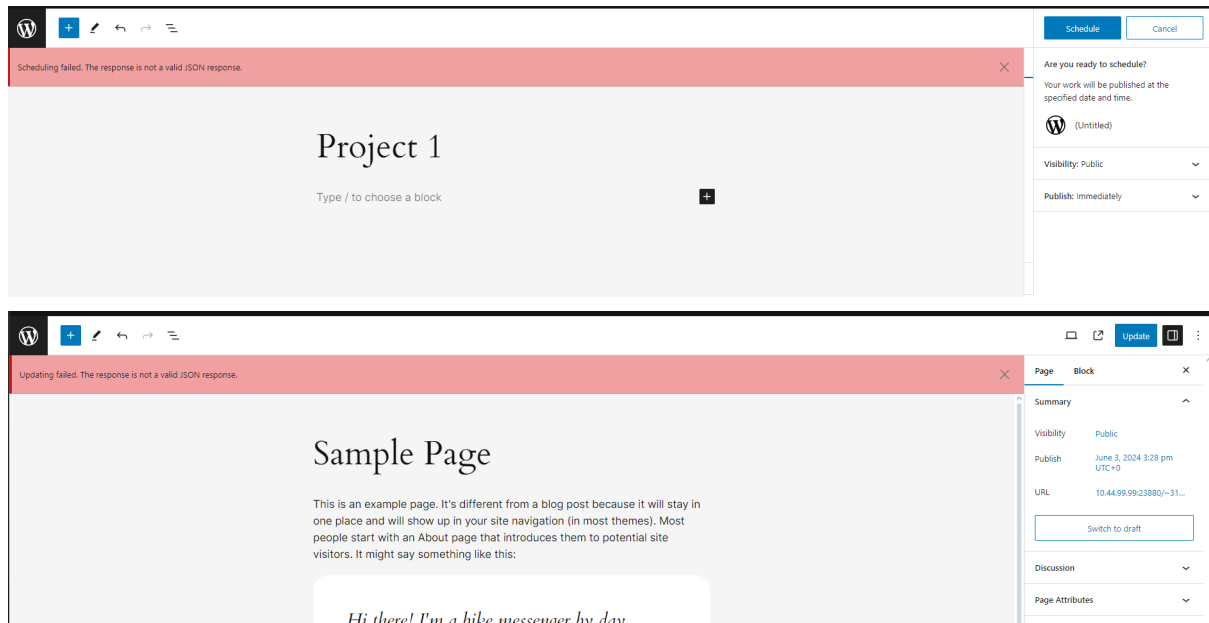 Schedule
Cancel
Scheduling failed. The response is not a valid JSON response.
Are you ready to schedule?
Your work will be published at the
specified date and time.
(Untitled)
Project 1
Visibility: Public
Type / to choose a block
Publish: Immediately
Update
Updating failed. The response is not a valid JSON response.
Page
Block
Summary
Sample Page
Visibility
Public
Publish
June 3, 2024 3:28 pm
UTC+0
This is an example page. It's different from a blog post because it will stay in
one place and will show up in your site navigation (in most themes). Most
people start with an About page that introduces them to potential site
visitors. It might say something like this:
URL
10.44.99.99:23880/~31...
Switch to draft
Discussion
Page Attributes
Hi there! I'm a bike messenger by day,